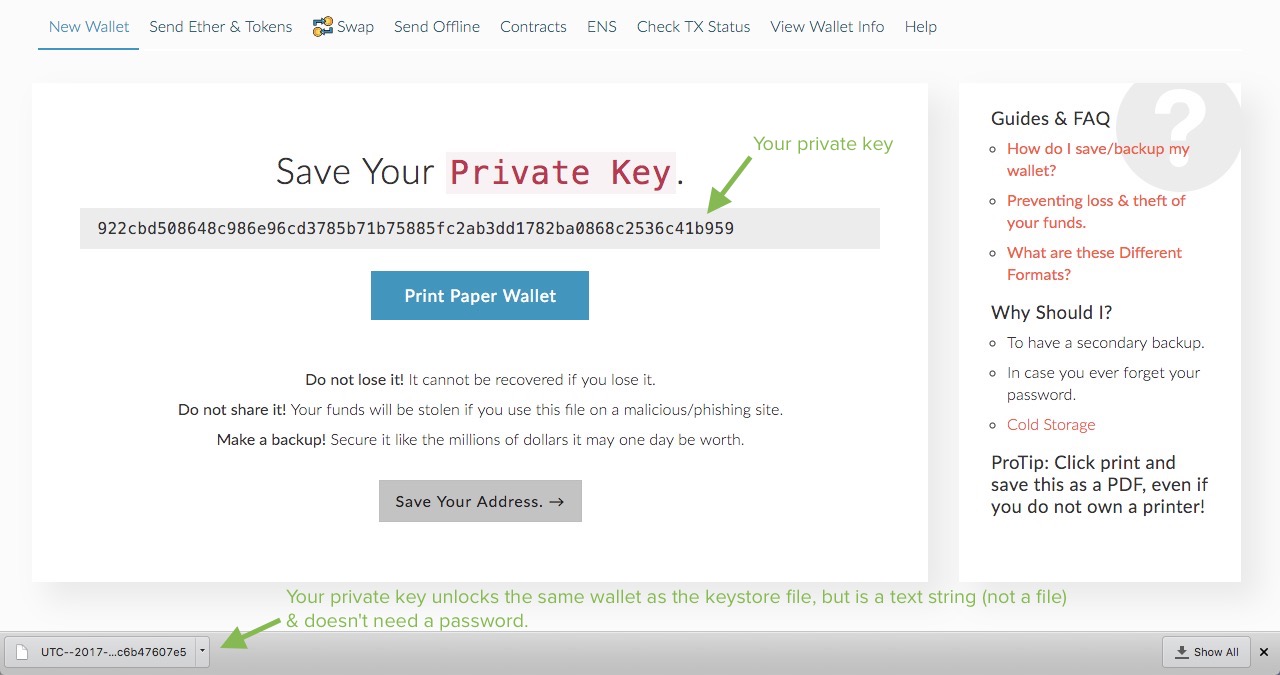 New Wallet Send Ether & Tokens Swap Send Offline Contracts ENS Check TX Status View Wallet Info Help
Your private key
Save Your Private Key.
922cbd508648c986e96cd3785b71b75885fc2ab3dd1782ba0868c2536c41b959
Print Paper Wallet
Do not lose it! It cannot be recovered if you lose it.
Do not share it! Your funds will be stolen if you use this file on a malicious/phishing site.
Make a backup! Secure it like the millions of dollars it may one day be worth.
Save Your Address. →
?
Guides & FAQ
How do I save/backup my
wallet?
Preventing loss & theft of
your funds.
What are these Different
Formats?
Why Should I?
To have a secondary backup.
In case you ever forget your
password.
Cold Storage
ProTip: Click print and
save this as a PDF, even if
you do not own a printer!
Your private key unlocks the same wallet as the keystore file, but is a text string (not a file)
& doesn't need a password.
UTC--2017-...c6b47607e5
Show All